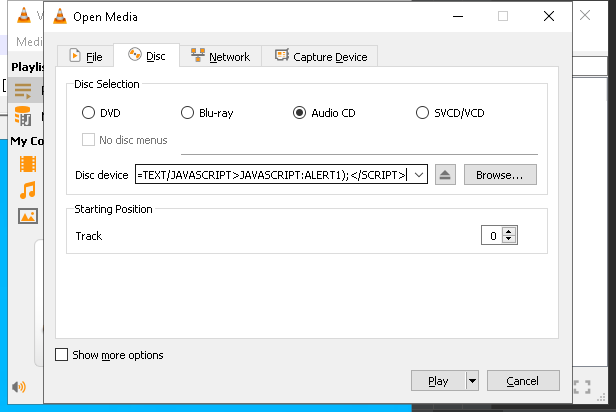 Open Media
Medi
Playlis
My Co
File
Disc
Network
Capture Device
Disc Selection
DVD
Blu-ray
Audio CD
SVCD/VCD
No disc menus
Disc device
=TEXT/JAVASCRIPT>JAVASCRIPT:ALERT1);</SCRIPT>
Browse...
Starting Position
Track
0
Show more options
Play
Cancel